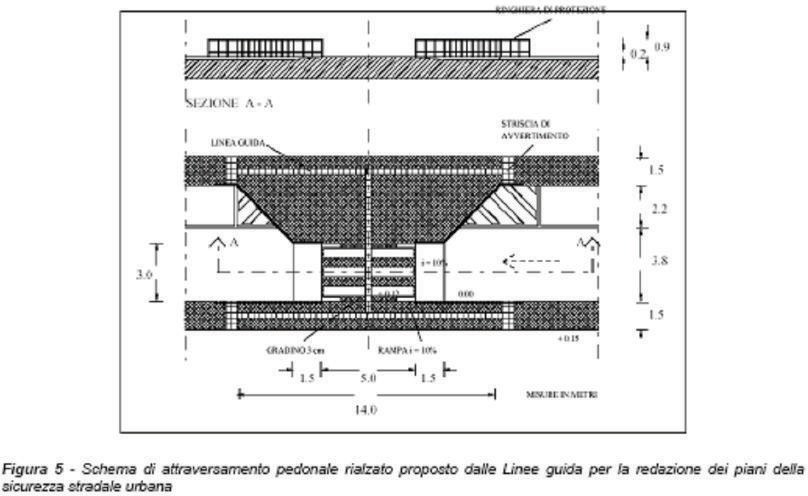 RINGHIERA DI PROTEZIONE
0.9
0.2
SEZIONE A - A
STRISCIA DI
AVVERTIMENTO
LINEA GUIDA
1.5
2.2
A
A
i = 10%
3.0
3.8
+ 0.12
0.00
1.5
GRADINO 3 cm
RAMPA i = 10%
+ 0.15
1.5
5.0
1.5
14.0
MISURE IN METRI
Figura 5 - Schema di attraversamento pedonale rialzato proposto dalle Linee guida per la redazione dei piani della
sicurezza stradale urbana